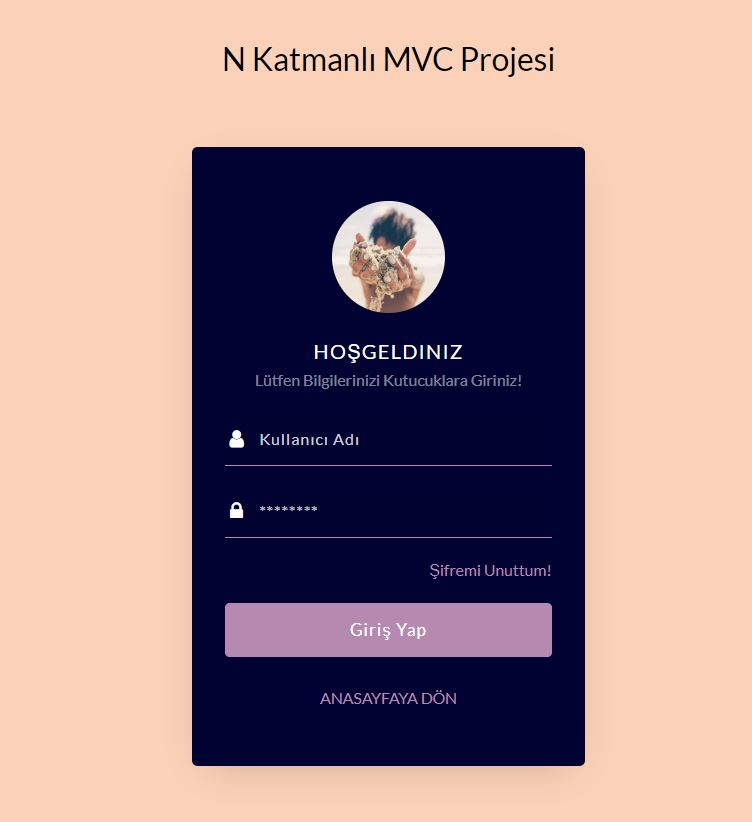 N Katmanlı MVC Projesi
HOŞGELDINIZ
Lütfen Bilgilerinizi Kutucuklara Giriniz!
Kullanıcı Adı
********
Şifremi Unuttum!
Giriş Yap
ANASAYFAYA DÖN